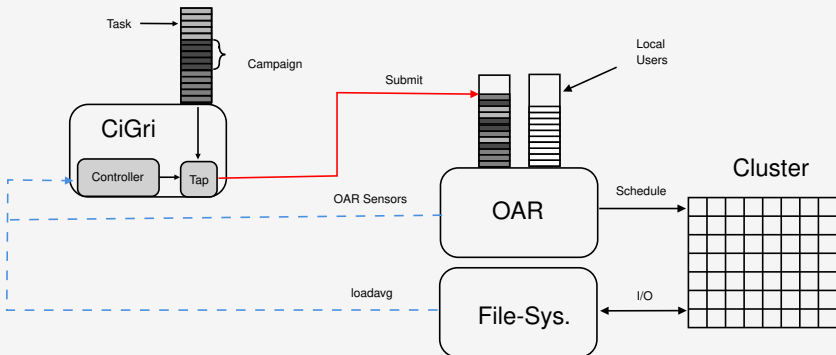 Task
Campaign
CiGri
Controller
Tap
Submit
Local
Users
OAR Sensors
OAR
Schedule
Cluster
loadavg
File-Sys.
I/O